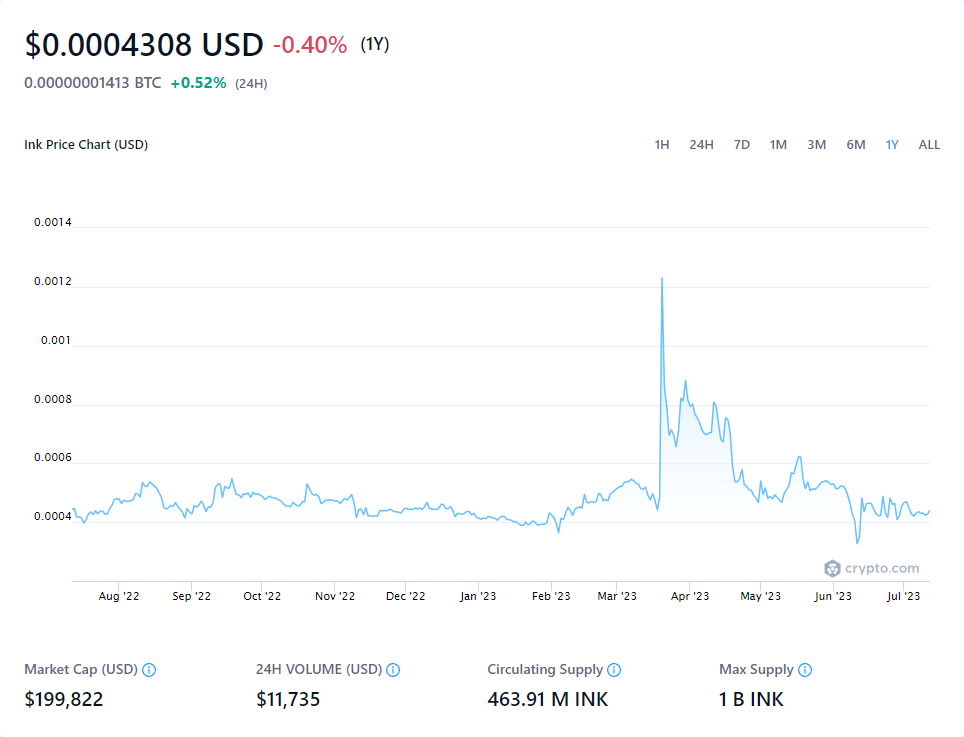 $0.0004308 USD -0.40% (1Y)
0.00000001413 BTC +0.52% (24H)
Ink Price Chart (USD) 1H 24H 7D 1M 3M 6M 1Y ALL
0.0014
0.0012
0.001
0.0008
0.0006
0.0004
crypto.com
Aug '22 Sep '22 Oct '22 Nov '22 Dec '22 Jan '23 Feb '23 Mar '23 Apr '23 May '23 Jun '23 Jul '23
Market Cap (USD) 24H VOLUME (USD) Circulating Supply Max Supply
$199,822 $11,735 463.91 M INK 1 B INK